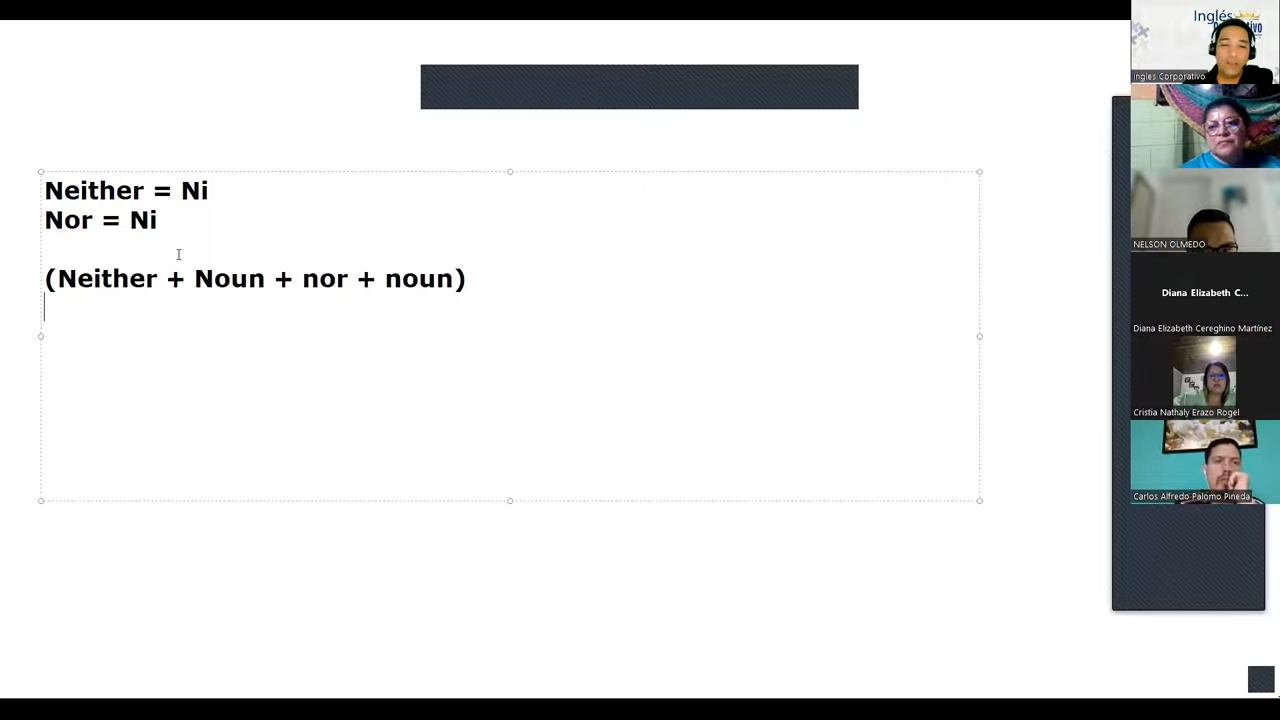 Neither = Ni
Nor = Ni
(Neither + Noun + nor + noun)
Inglés
Ingles Corporativo
NELSON OLMEDO
Diana Elizabeth C...
Diana Elizabeth Cereghino Martínez
Cristia Nathaly Erazo Rogel
Carlos Alfredo Palomo Pineda